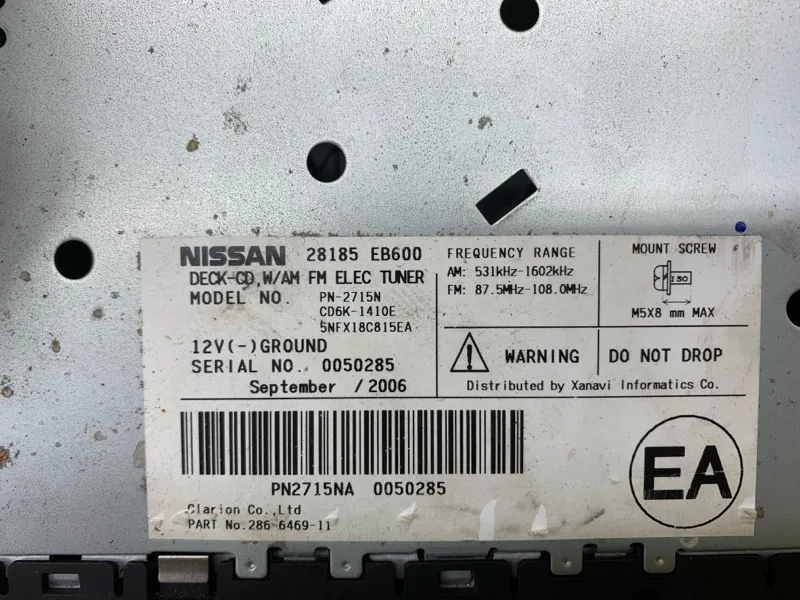 NISSAN 28185 EB600
DECK-CD,W/AM FM ELEC TUNER
MODEL NO. PN-2715N
CD6K-1410E
5NFX18C815EA
12V(-)GROUND
SERIAL NO. 0050285
September /2006
FREQUENCY RANGE
AM: 531kHz-1602kHz
FM: 87.5MHz-108.0MHz
MOUNT SCREW
ISO
M5X8 mm MAX
WARNING
DO NOT DROP
Distributed by Xanavi Informatics Co.
PN2715NA 0050285
Clarion Co.,Ltd
PART No.286-6469-11
EA